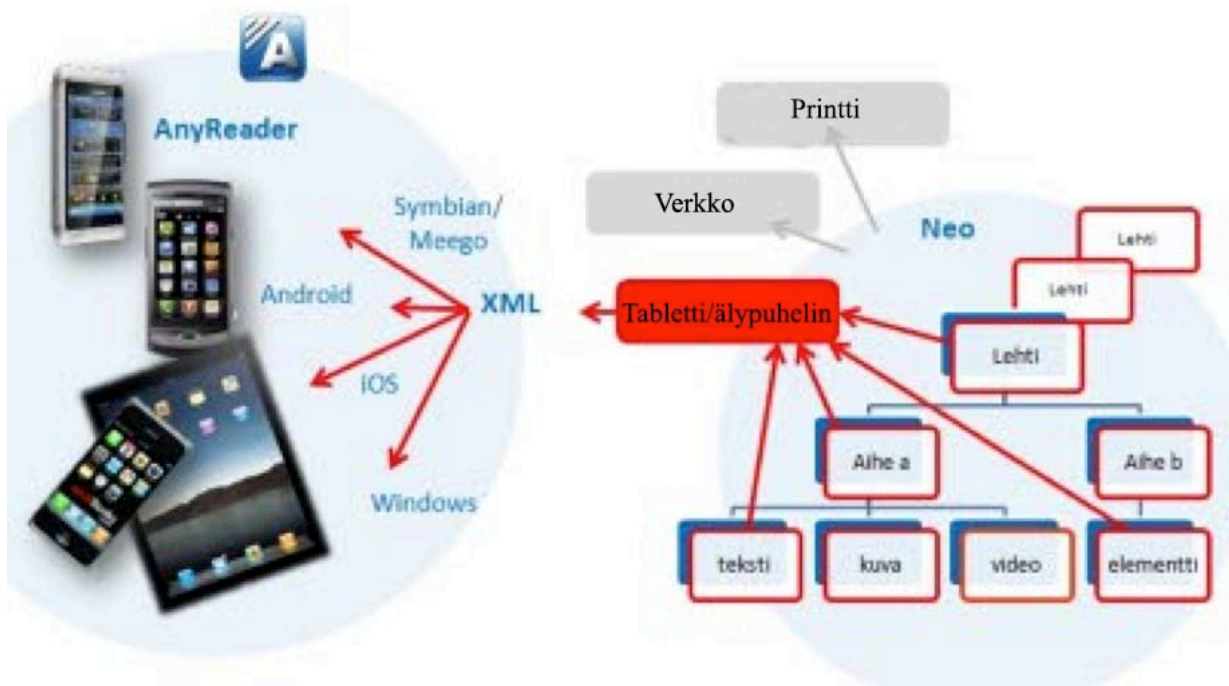 A
AnyReader
Symbian/
Meego
Android
XML
iOS
Windows
Printti
Verkko
Tabletti/älypuhelin
Neo
Lehti
Lehti
Lehti
Aihe a
Aihe b
teksti
kuva
video
elementti